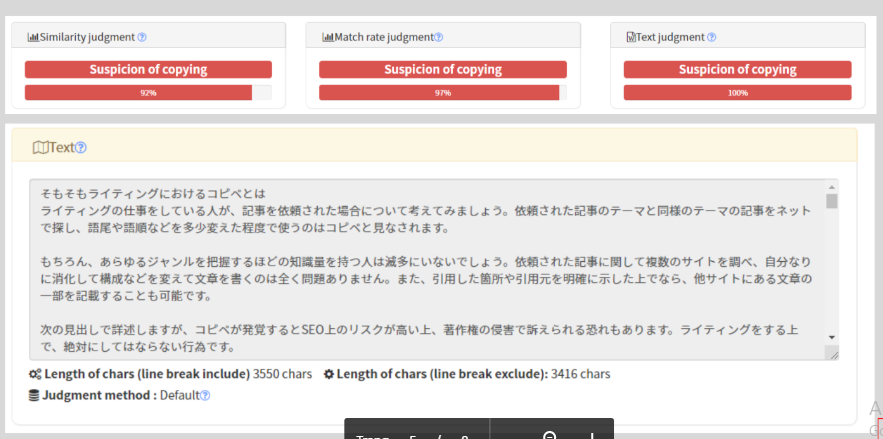 Similarity judgment
Match rate judgment
Text judgment
Suspicion of copying
Suspicion of copying
Suspicion of copying
92%
97%
100%
Text
そもそもライティングにおけるコピペとは
ライティングの仕事をしている人が、記事を依頼された場合について考えてみましょう。依頼された記事のテーマと同様のテーマの記事をネット
で探し、語尾や語順などを多少変えた程度で使うのはコピペと見なされます。
もちろん、あらゆるジャンルを把握するほどの知識量を持つ人は滅多にいないでしょう。依頼された記事に関して複数のサイトを調べ、自分なり
に消化して構成などを変えて文章を書くのは全く問題ありません。また、引用した箇所や引用元を明確に示した上でなら、他サイトにある文章の
一部を記載することも可能です。
次の見出しで詳述しますが、コピペが発覚するとSEO上のリスクが高い上、著作権の侵害で訴えられる恐れもあります。ライティングをする上
で、絶対にしてはならない行為です。
Length of chars (line break include) 3550 chars Length of chars (line break exclude): 3416 chars
Judgment method : Default